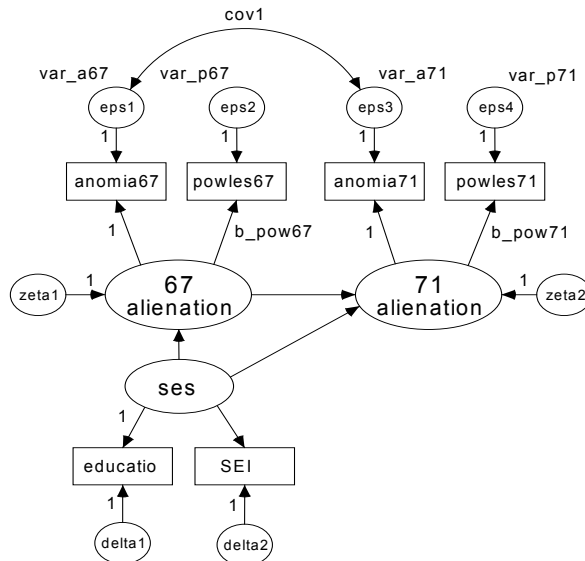 cov1
var_a67
var_p67
var_a71
var_p71
eps1
eps2
eps3
eps4
1
1
1
1
anomia67
powles67
anomia71
powles71
1
b_pow67
1
b_pow71
zeta1
1
67
alienation
71
alienation
1
zeta2
ses
1
educatio
SEI
1
1
delta1
delta2